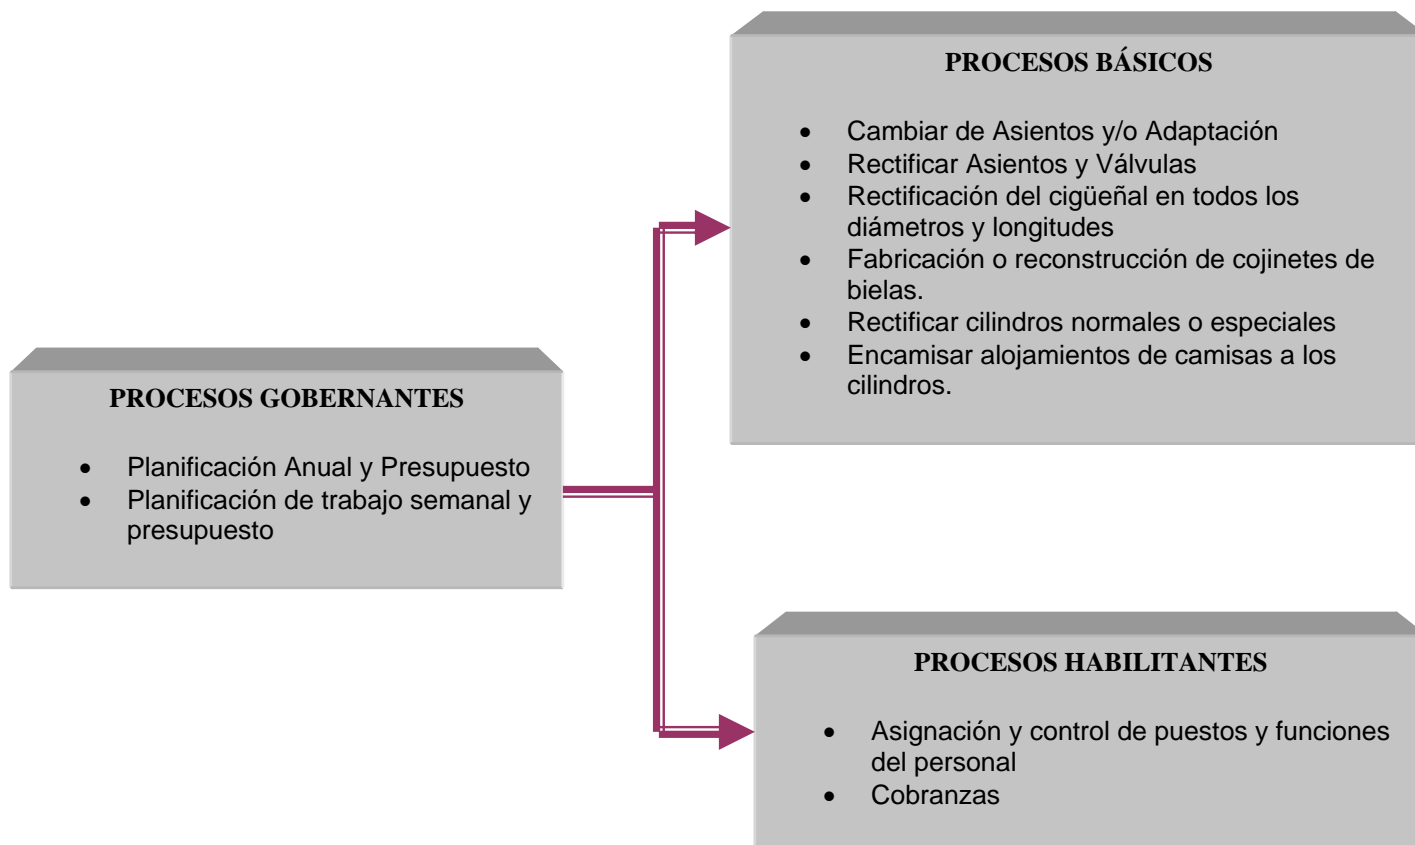 PROCESOS BÁSICOS
• Cambiar de Asientos y/o Adaptación
• Rectificar Asientos y Válvulas
• Rectificación del cigüeñal en todos los
diámetros y longitudes
• Fabricación o reconstrucción de cojinetes de
bielas.
• Rectificar cilindros normales o especiales
• Encamisar alojamientos de camisas a los
cilindros.
PROCESOS GOBERNANTES
• Planificación Anual y Presupuesto
• Planificación de trabajo semanal y
presupuesto
PROCESOS HABILITANTES
• Asignación y control de puestos y funciones
del personal
• Cobranzas